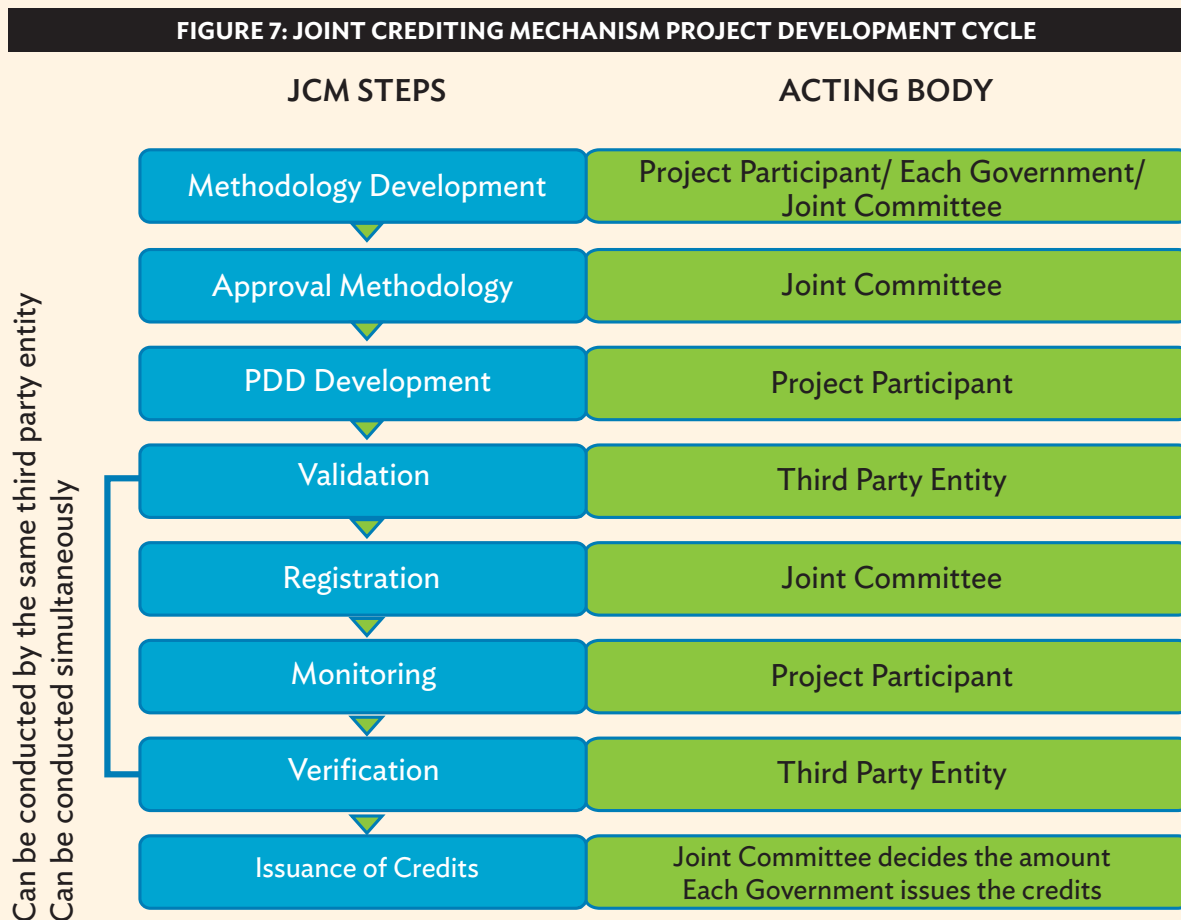 FIGURE 7: JOINT CREDITING MECHANISM PROJECT DEVELOPMENT CYCLE
JCM STEPS
ACTING BODY
Methodology Development
Project Participant/ Each Government/
Joint Committee
Approval Methodology
Joint Committee
PDD Development
Project Participant
Validation
Third Party Entity
Registration
Joint Committee
Monitoring
Project Participant
Verification
Third Party Entity
Issuance of Credits
Joint Committee decides the amount
Each Government issues the credits
Can be conducted by the same third party entity
Can be conducted simultaneously